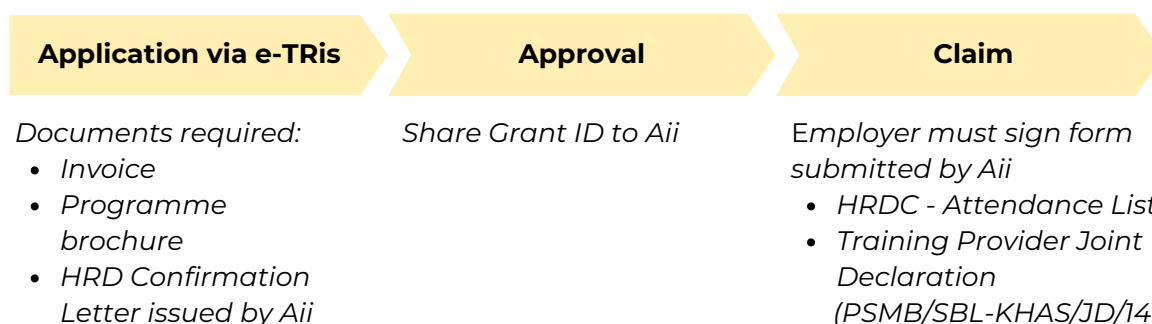 Application via e-TRis
Documents required:
• Invoice
• Programme
brochure
• HRD Confirmation
Letter issued by Aii
Approval
Share Grant ID to Aii
Claim
Employer must sign form
submitted by Aii
• HRDC - Attendance List
• Training Provider Joint
Declaration
(PSMB/SBL-KHAS/JD/14